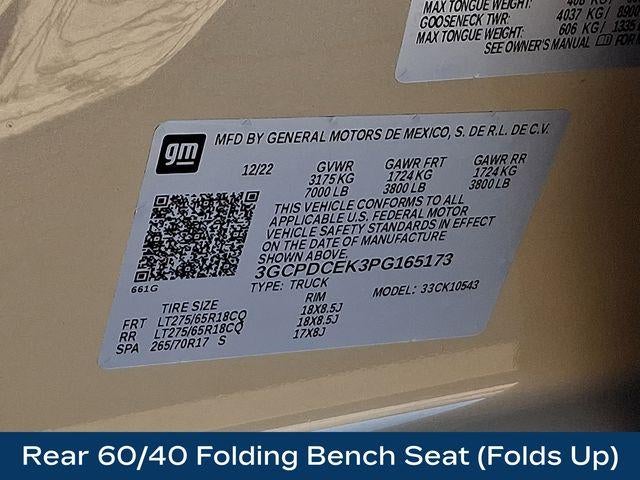 MAX TONGUE WEIGHT:
GOOSENECK TWR: 4037 KG/ 8900
MAX TONGUE WEIGHT: 606 KG/ 1335
SEE OWNER'S MANUAL FOR
gm
MFD BY GENERAL MOTORS DE MEXICO, S. DE R.L. DE C.V.
12/22 GVWR GAWR FRT GAWR RR
3175 KG 1724 KG 1724 KG
7000 LB 3800 LB 3800 LB
THIS VEHICLE CONFORMS TO ALL
APPLICABLE U.S. FEDERAL MOTOR
VEHICLE SAFETY STANDARDS IN EFFECT
ON THE DATE OF MANUFACTURE
SHOWN ABOVE.
3GCPDCEK3PG165173
661G
TYPE: TRUCK MODEL: 33CK10543
TIRE SIZE RIM
FRT LT275/65R18CQ 18X8.5J
RR LT275/65R18CQ 18X8.5J
SPA 265/70R17 S 17X8J
Rear 60/40 Folding Bench Seat (Folds Up)